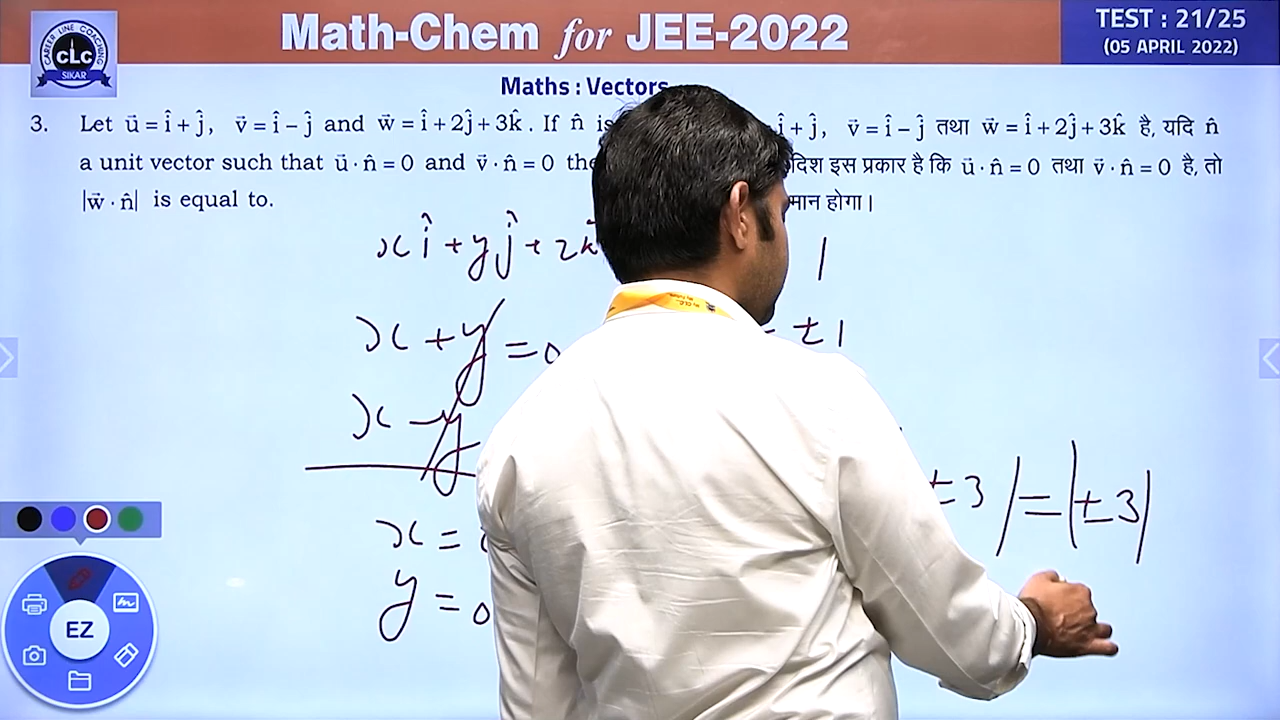 CAREER LINE COACHING
CLC
SIKAR
Math-Chem for JEE-2022
TEST : 21/25
(05 APRIL 2022)
Maths : Vectors
3. Let u⃗ = î + ĵ, v⃗ = î − ĵ and w⃗ = î + 2ĵ + 3k̂. If n̂ is
a unit vector such that u⃗ · n̂ = 0 and v⃗ · n̂ = 0 the
|w⃗ · n̂| is equal to.
î + ĵ, v⃗ = î − ĵ तथा w⃗ = î + 2ĵ + 3k̂ है, यदि n̂
दिश इस प्रकार है कि u⃗ · n̂ = 0 तथा v⃗ · n̂ = 0 है, तो
मान होगा।
xî + yĵ + zk̂
x + y = 0
x − y
x =
y = 0
1
= ±1
±3| = |±3|
EZ